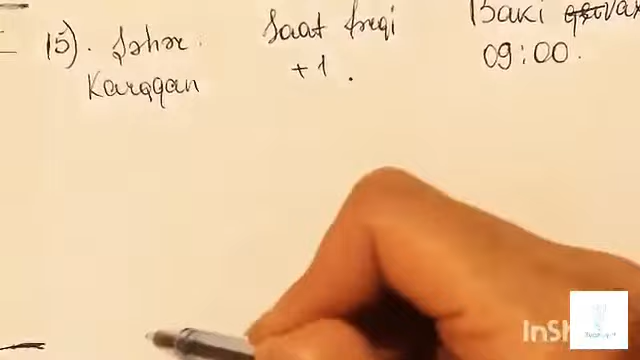 15). Şəhər. Saat fərqi Bakı
Karaqan +1. 09:00.
InSh